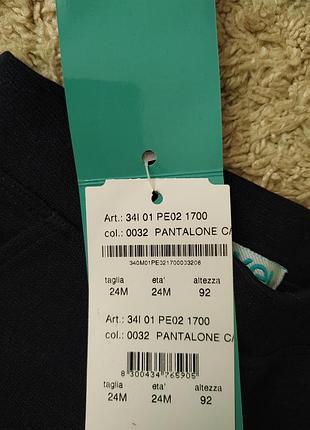 Art.: 34I 01 PE02 1700
col.: 0032 PANTALONE C/
340M01PE021700003206
taglia eta' altezza
24M 24M 92
Art.: 34I 01 PE02 1700
col.: 0032 PANTALONE C/
8 300434 765905
taglia eta' altezza
24M 24M 92